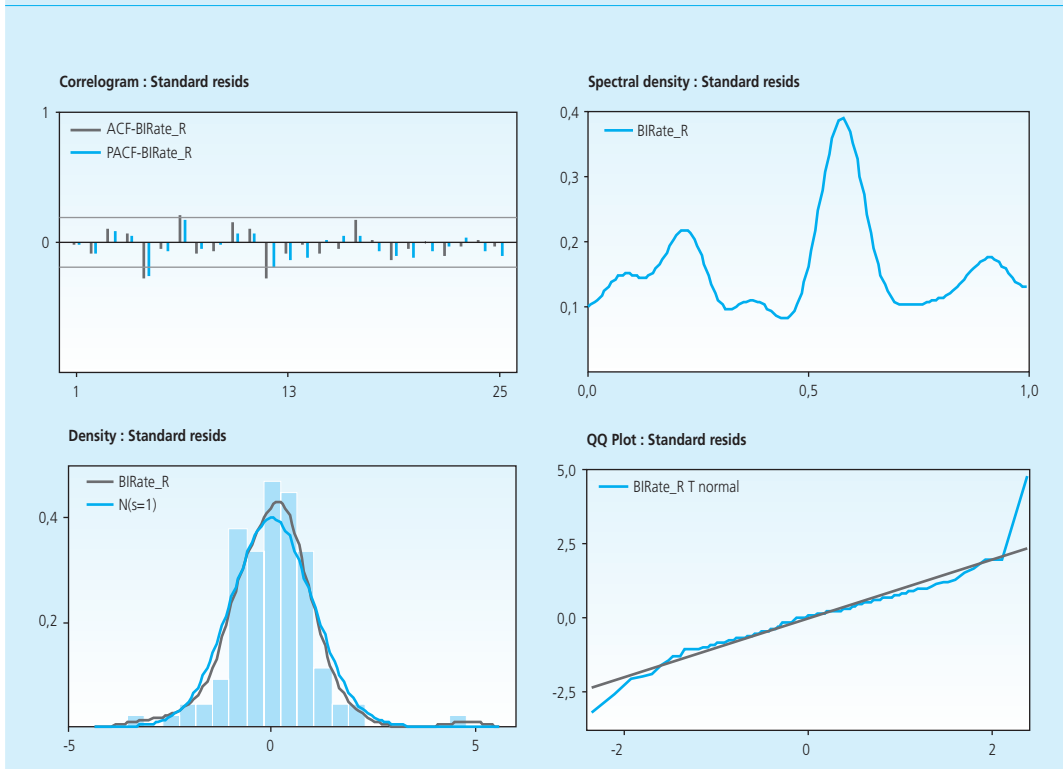 Correlogram : Standard resids
1
ACF-BIRate_R
PACF-BIRate_R
0
1
13
25
Spectral density : Standard resids
0,4
BIRate_R
0,3
0,2
0,1
0,0
0,5
1,0
Density : Standard resids
BIRate_R
N(s=1)
0,4
0,2
-5
0
5
QQ Plot : Standard resids
5,0
BIRate_R T normal
2,5
0,0
-2,5
-2
0
2